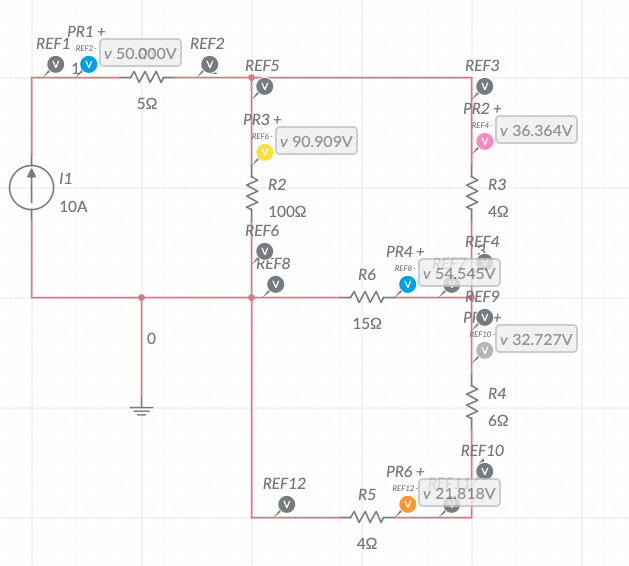 PR1 +
REF1
REF2 -
v 50.000V
REF2
1
5Ω
REF5
REF3
PR3 +
REF6 -
v 90.909V
PR2 +
REF4 -
v 36.364V
I1
10A
R2
100Ω
R3
4Ω
REF6
REF8
PR4 +
REF8 -
v 54.545V
REF7
REF4
3
R6
15Ω
REF9
REF10 -
v 32.727V
0
R4
6Ω
REF10
REF12
PR6 +
REF12 -
v 21.818V
REF11
R5
4Ω